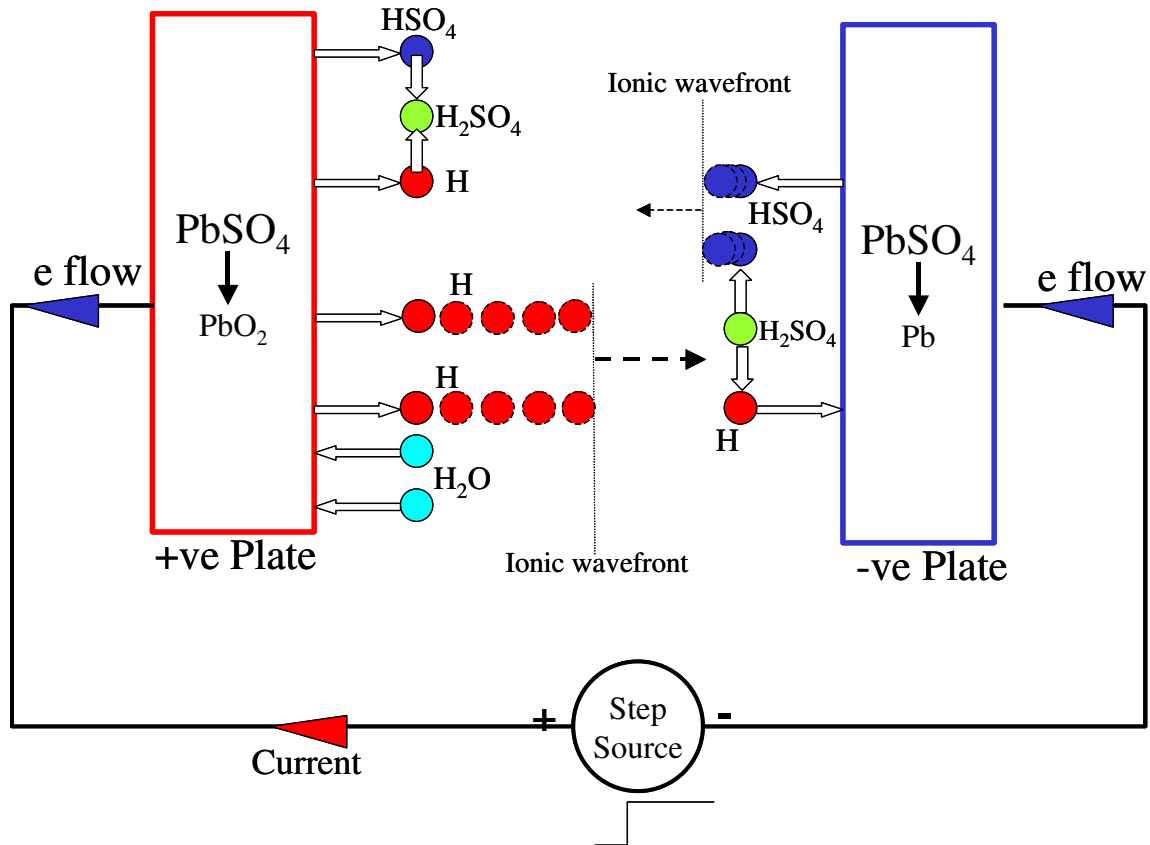 HSO₄
Ionic wavefront
H₂SO₄
H
HSO₄
PbSO₄
PbSO₄
e flow
e flow
H
PbO₂
H₂SO₄
Pb
H
H
H₂O
+ve Plate
Ionic wavefront
-ve Plate
+
Step
Source
-
Current